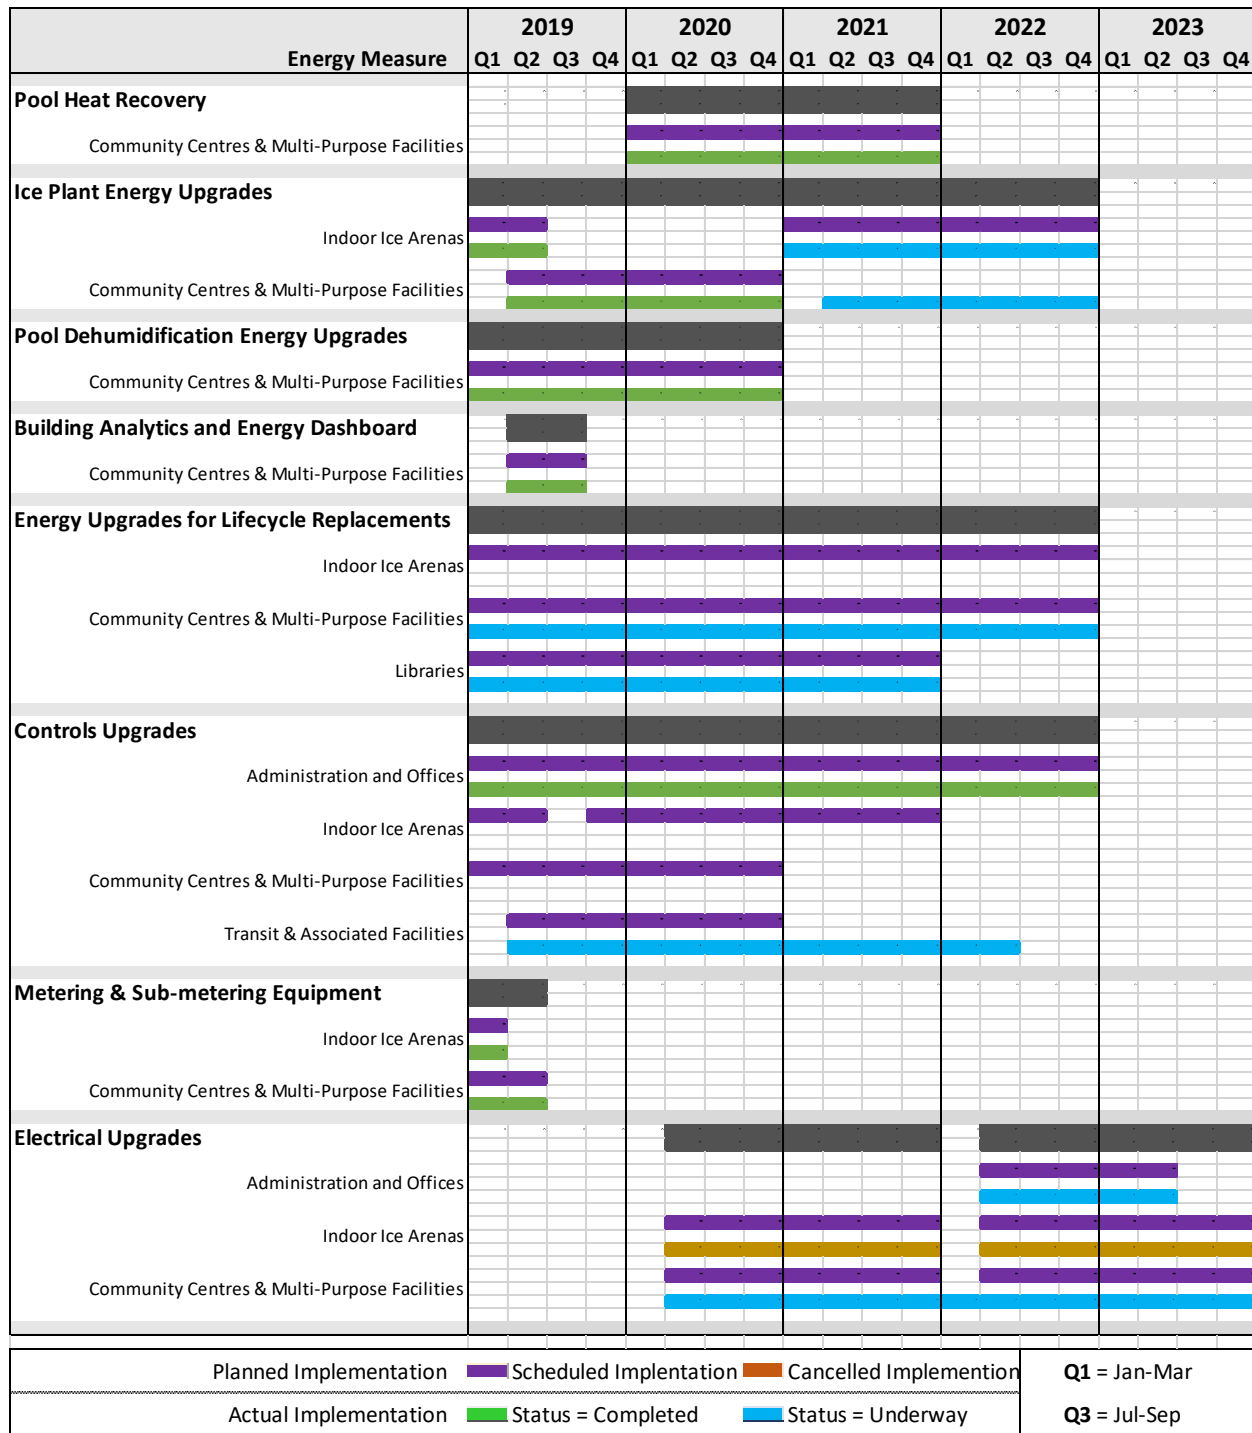 2019 2020 2021 2022 2023
Energy Measure Q1 Q2 Q3 Q4 Q1 Q2 Q3 Q4 Q1 Q2 Q3 Q4 Q1 Q2 Q3 Q4 Q1 Q2 Q3 Q4
Pool Heat Recovery
Community Centres & Multi-Purpose Facilities
Ice Plant Energy Upgrades
Indoor Ice Arenas
Community Centres & Multi-Purpose Facilities
Pool Dehumidification Energy Upgrades
Community Centres & Multi-Purpose Facilities
Building Analytics and Energy Dashboard
Community Centres & Multi-Purpose Facilities
Energy Upgrades for Lifecycle Replacements
Indoor Ice Arenas
Community Centres & Multi-Purpose Facilities
Libraries
Controls Upgrades
Administration and Offices
Indoor Ice Arenas
Community Centres & Multi-Purpose Facilities
Transit & Associated Facilities
Metering & Sub-metering Equipment
Indoor Ice Arenas
Community Centres & Multi-Purpose Facilities
Electrical Upgrades
Administration and Offices
Indoor Ice Arenas
Community Centres & Multi-Purpose Facilities
Planned Implementation Scheduled Implentation Cancelled Implemention Q1 = Jan-Mar
Actual Implementation Status = Completed Status = Underway Q3 = Jul-Sep